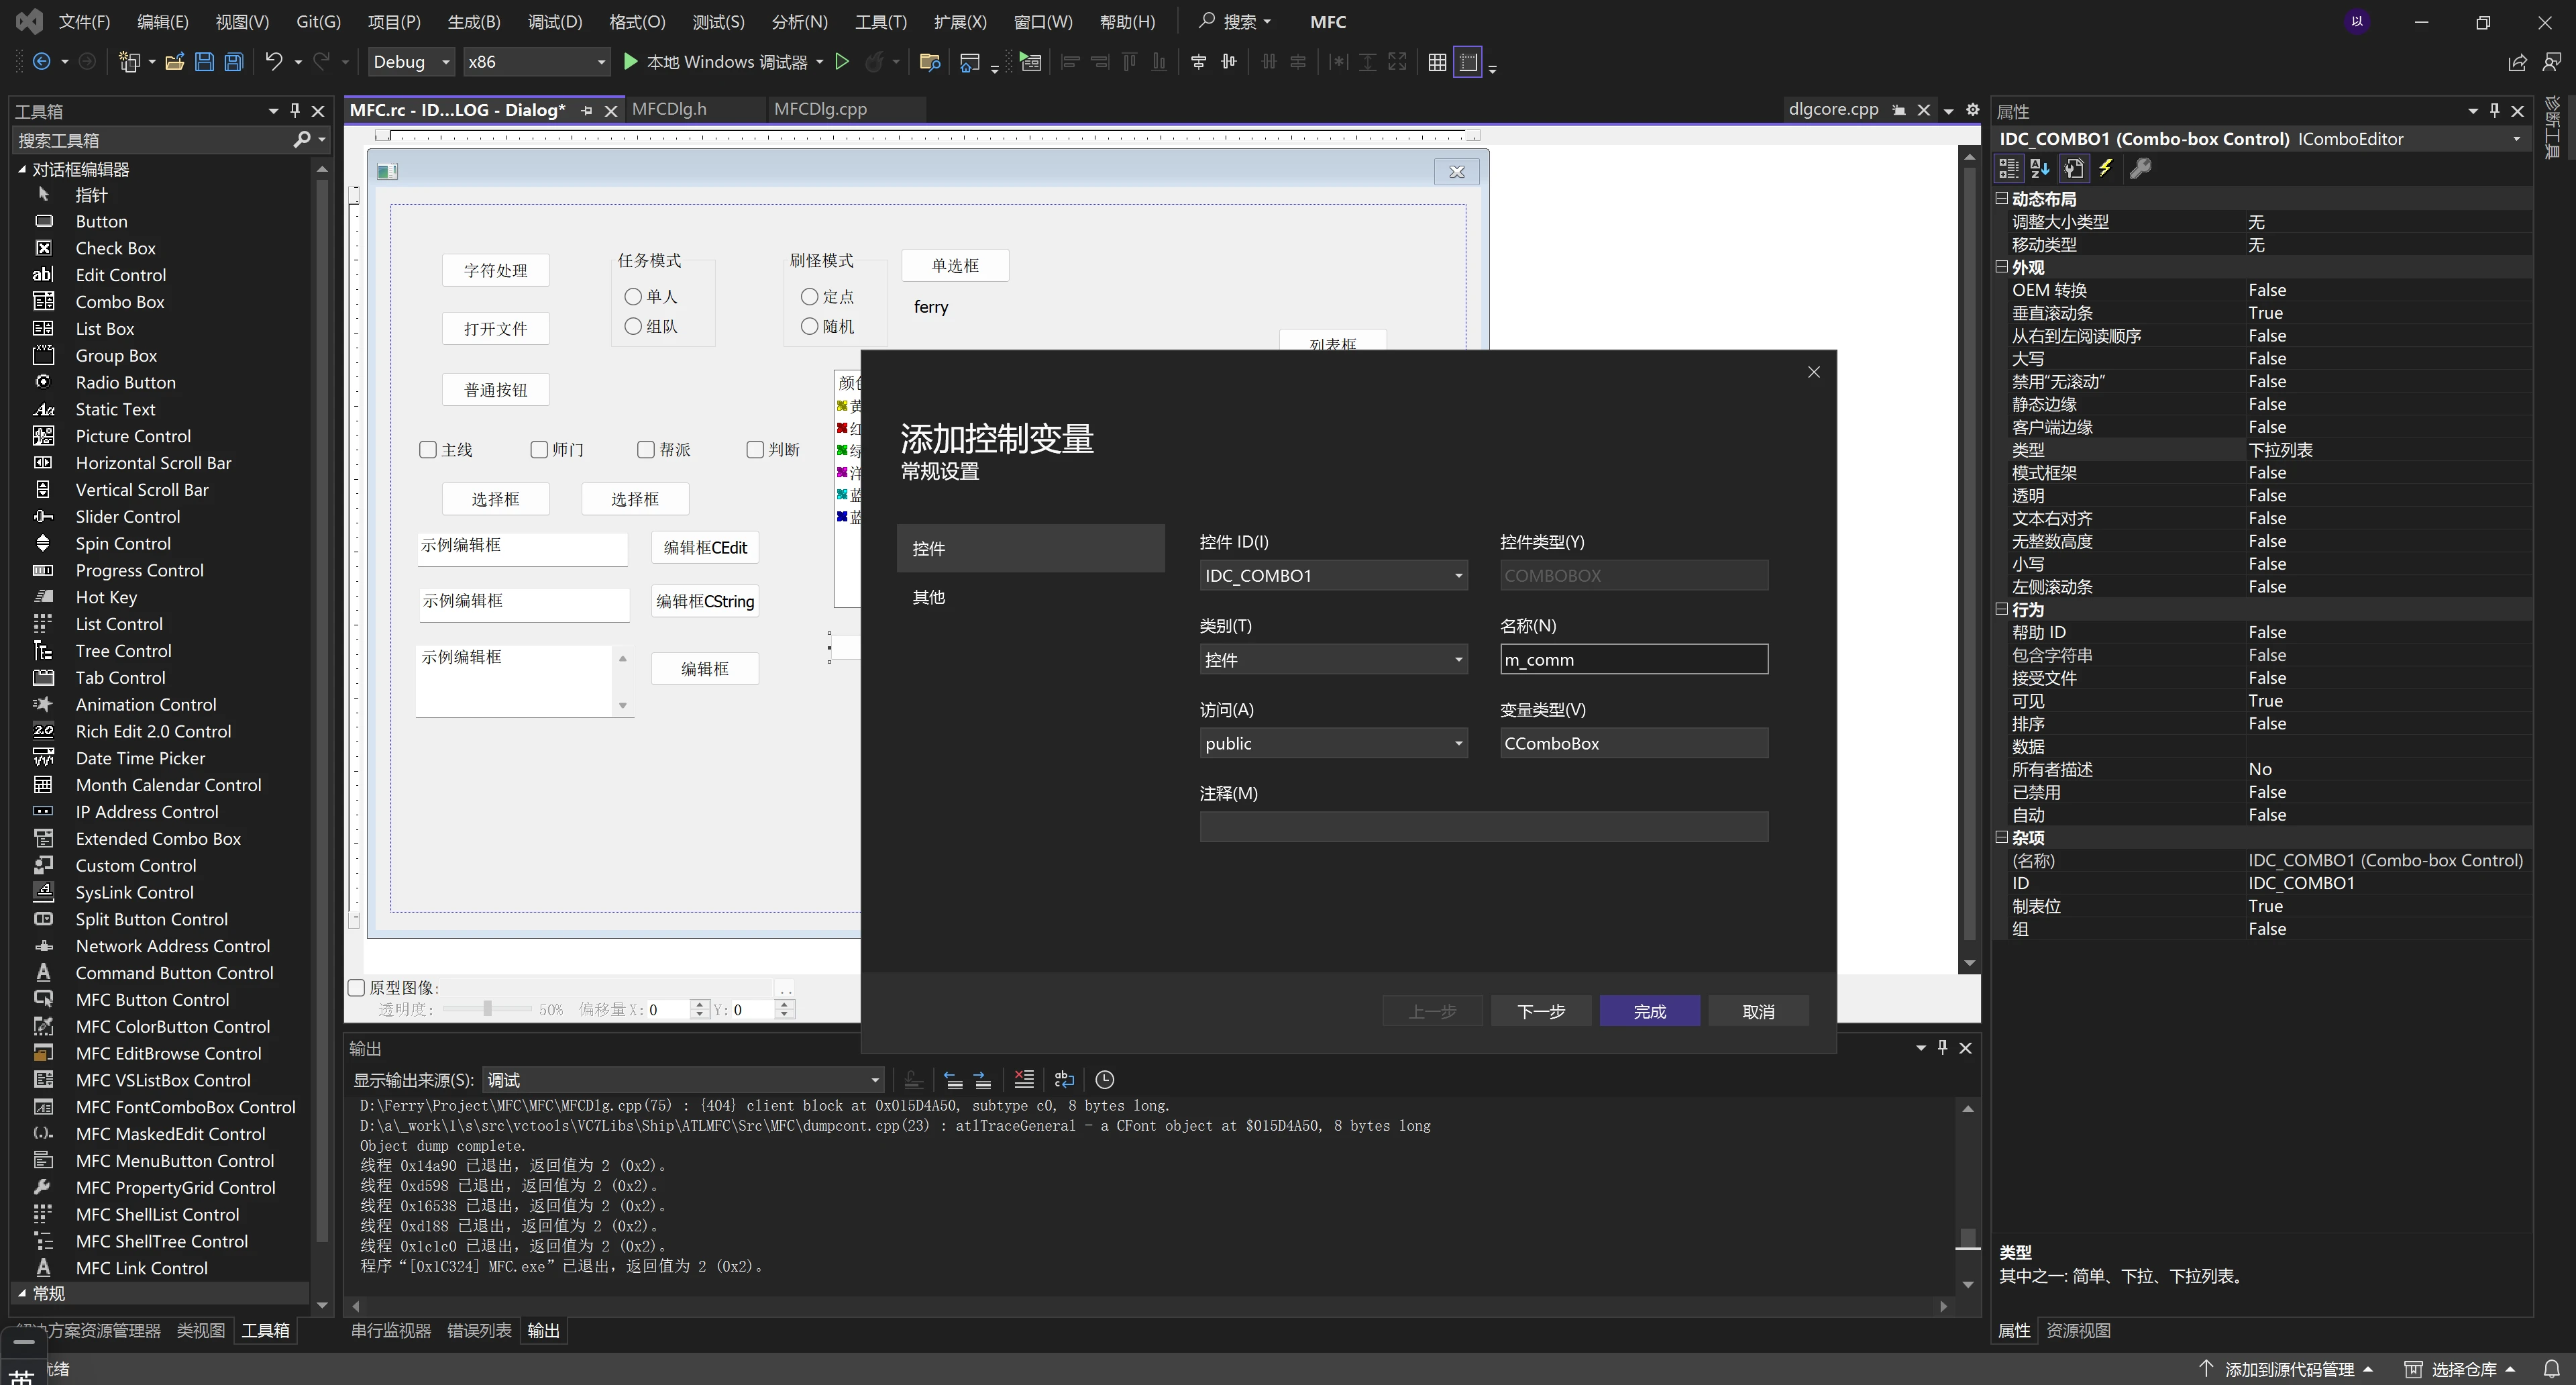 文件(F) 编辑(E) 视图(V) Git(G) 项目(P) 生成(B) 调试(D) 格式(O) 测试(S) 分析(N) 工具(T) 扩展(X) 窗口(W) 帮助(H) 搜索 MFC 以
Debug x86 本地 Windows 调试器
工具箱
搜索工具箱
对话框编辑器
指针
Button
Check Box
Edit Control
Combo Box
List Box
Group Box
Radio Button
Static Text
Picture Control
Horizontal Scroll Bar
Vertical Scroll Bar
Slider Control
Spin Control
Progress Control
Hot Key
List Control
Tree Control
Tab Control
Animation Control
Rich Edit 2.0 Control
Date Time Picker
Month Calendar Control
IP Address Control
Extended Combo Box
Custom Control
SysLink Control
Split Button Control
Network Address Control
Command Button Control
MFC Button Control
MFC ColorButton Control
MFC EditBrowse Control
MFC VSListBox Control
MFC FontComboBox Control
MFC MaskedEdit Control
MFC MenuButton Control
MFC PropertyGrid Control
MFC ShellList Control
MFC ShellTree Control
MFC Link Control
常规
方案资源管理器 类视图 工具箱
MFC.rc - ID...LOG - Dialog* MFCDlg.h MFCDlg.cpp dlgcore.cpp
字符处理 任务模式 刷怪模式 单选框
单人 定点 ferry
打开文件 组队 随机
列表框
普通按钮
颜色
黄
红
主线 师门 帮派 判断 绿
洋
选择框 选择框 蓝
蓝
示例编辑框 编辑框CEdit
示例编辑框 编辑框CString
示例编辑框 编辑框
原型图像: ..
透明度: 50% 偏移量 X: 0 Y: 0
添加控制变量
常规设置
控件
其他
控件 ID(I) 控件类型(Y)
IDC_COMBO1 COMBOBOX
类别(T) 名称(N)
控件 m_comm
访问(A) 变量类型(V)
public CComboBox
注释(M)
上一步 下一步 完成 取消
输出
显示输出来源(S): 调试
D:\Ferry\Project\MFC\MFC\MFCDlg.cpp(75) : {404} client block at 0x015D4A50, subtype c0, 8 bytes long.
D:\a\_work\1\s\src\vctools\VC7Libs\Ship\ATLMFC\Src\MFC\dumpcont.cpp(23) : atlTraceGeneral - a CFont object at $015D4A50, 8 bytes long
Object dump complete.
线程 0x14a90 已退出，返回值为 2 (0x2)。
线程 0xd598 已退出，返回值为 2 (0x2)。
线程 0x16538 已退出，返回值为 2 (0x2)。
线程 0xd188 已退出，返回值为 2 (0x2)。
线程 0x1c1c0 已退出，返回值为 2 (0x2)。
程序“[0x1C324] MFC.exe”已退出，返回值为 2 (0x2)。
串行监视器 错误列表 输出
属性
IDC_COMBO1 (Combo-box Control) IComboEditor
动态布局
调整大小类型 无
移动类型 无
外观
OEM 转换 False
垂直滚动条 True
从右到左阅读顺序 False
大写 False
禁用“无滚动” False
静态边缘 False
客户端边缘 False
类型 下拉列表
模式框架 False
透明 False
文本右对齐 False
无整数高度 False
小写 False
左侧滚动条 False
行为
帮助 ID False
包含字符串 False
接受文件 False
可见 True
排序 False
数据
所有者描述 No
已禁用 False
自动 False
杂项
(名称) IDC_COMBO1 (Combo-box Control)
ID IDC_COMBO1
制表位 True
组 False
类型
其中之一: 简单、下拉、下拉列表。
属性 资源视图
诊断工具
绪 添加到源代码管理 选择仓库
英